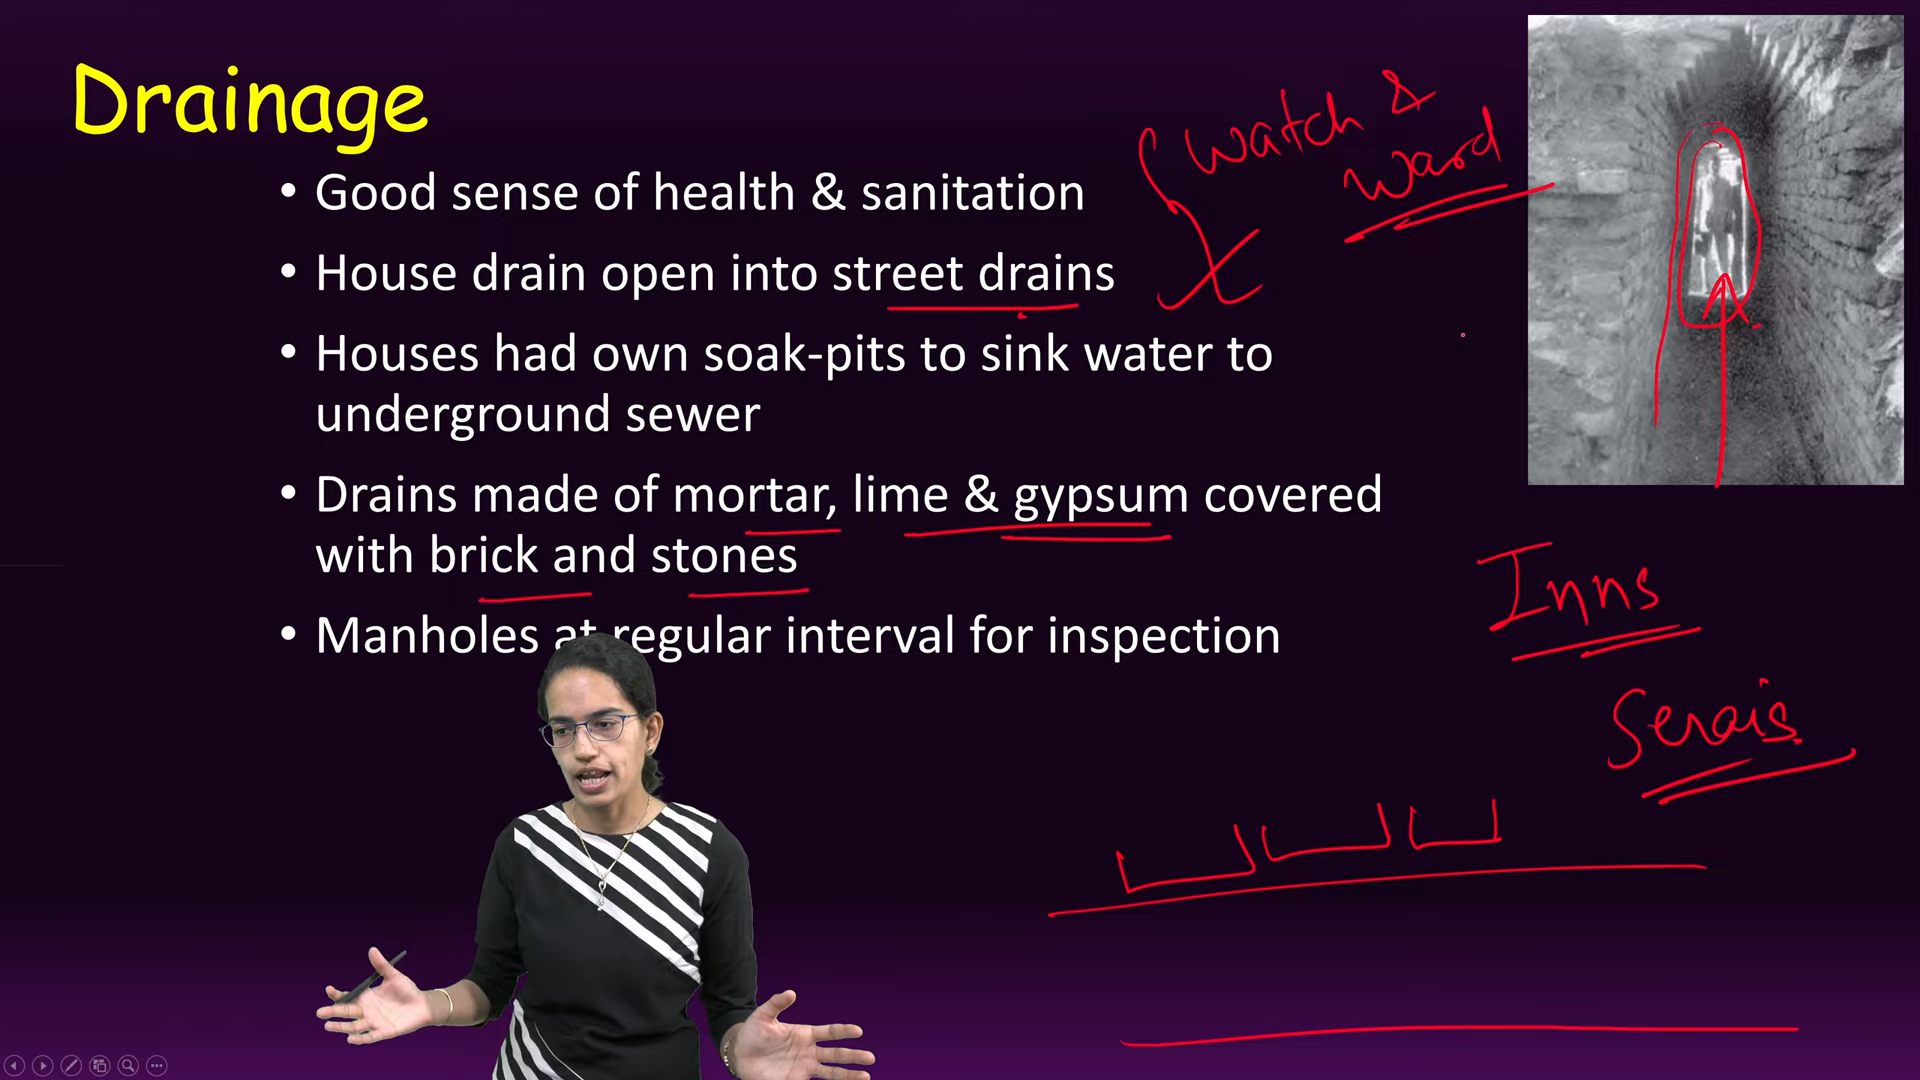 Drainage
• Good sense of health & sanitation
• House drain open into street drains
• Houses had own soak-pits to sink water to
underground sewer
• Drains made of mortar, lime & gypsum covered
with brick and stones
• Manholes at regular interval for inspection
Watch &
Ward
Inns
Serais